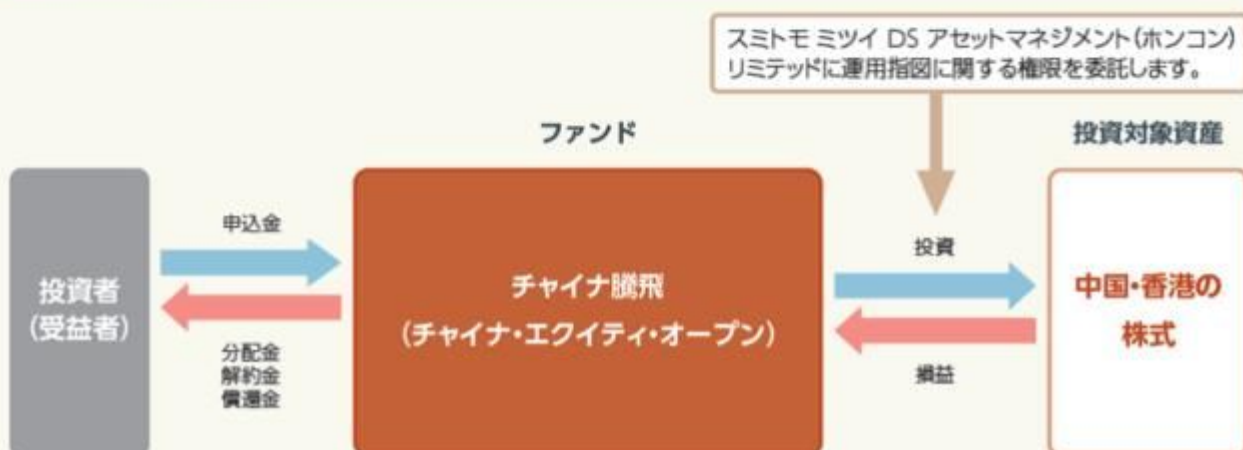 スミトモ ミツイ DS アセットマネジメント(ホンコン)
リミテッドに運用指図に関する権限を委託します。
ファンド
投資対象資産
投資者
(受益者)
申込金
分配金
解約金
償還金
チャイナ騰飛
(チャイナ・エクイティ・オープン)
投資
損益
中国・香港の
株式